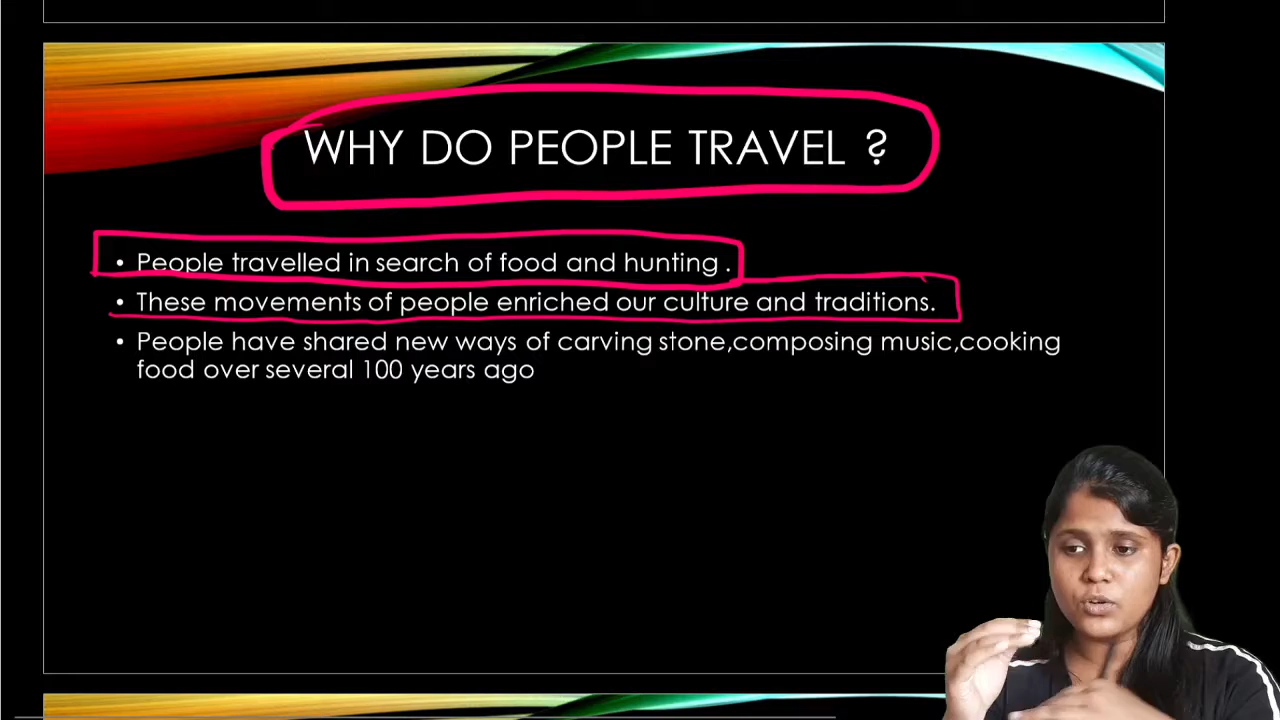 WHY DO PEOPLE TRAVEL ?
• People travelled in search of food and hunting .
• These movements of people enriched our culture and traditions.
• People have shared new ways of carving stone,composing music,cooking
food over several 100 years ago